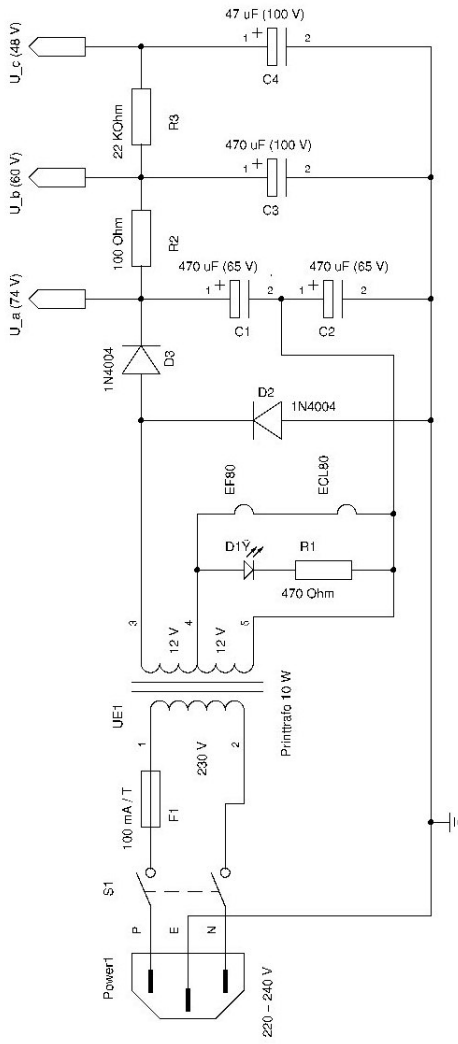 U_a (74 V)
U_b (60 V)
U_c (48 V)
1N4004
D3
100 Ohm
R2
22 KOhm
R3
470 uF (65 V)
1
+
2
C1
470 uF (65 V)
1
+
2
C2
470 uF (100 V)
1
+
2
C3
47 uF (100 V)
1
+
2
C4
D2
1N4004
EF80
ECL80
D1Ÿ
R1
470 Ohm
3
12 V
4
12 V
5
UE1
Printtrafo 10 W
1
230 V
2
100 mA / T
F1
S1
P
E
N
Power1
220 – 240 V